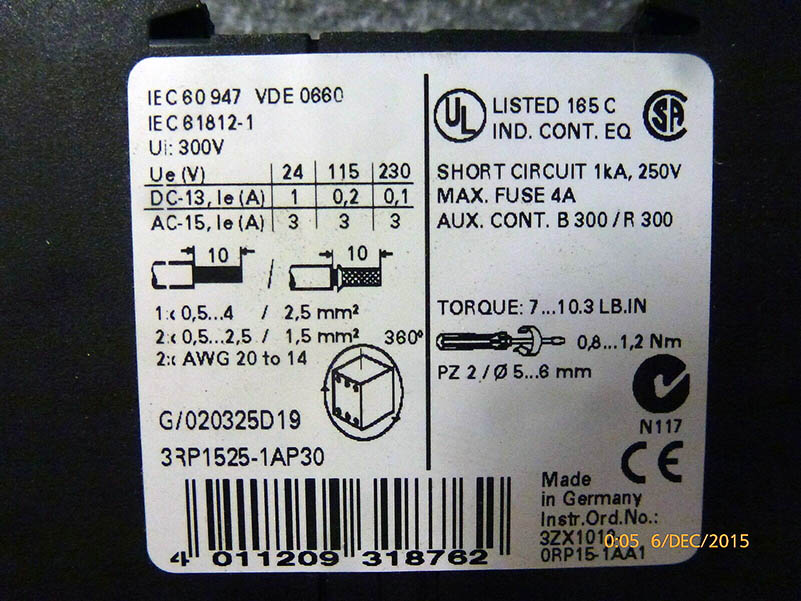 IEC 60 947 VDE 0660
IEC 61812-1
Ui: 300V
Ue (V) 24 115 230
DC-13, Ie (A) 1 0,2 0,1
AC-15, Ie (A) 3 3 3
10 / 10
1x 0,5...4 / 2,5 mm²
2x 0,5...2,5 / 1,5 mm²
2x AWG 20 to 14
360°
G/020325D19
3RP1525-1AP30
4 011209 318762
UL LISTED 165 C
IND. CONT. EQ
SA
SHORT CIRCUIT 1kA, 250V
MAX. FUSE 4A
AUX. CONT. B 300 / R 300
TORQUE: 7...10.3 LB.IN
0,8...1,2 Nm
PZ 2 / Ø 5...6 mm
N117
CE
Made
in Germany
Instr.Ord.No.:
3ZX1012
0RP15-1AA1
0:05 6/DEC/2015